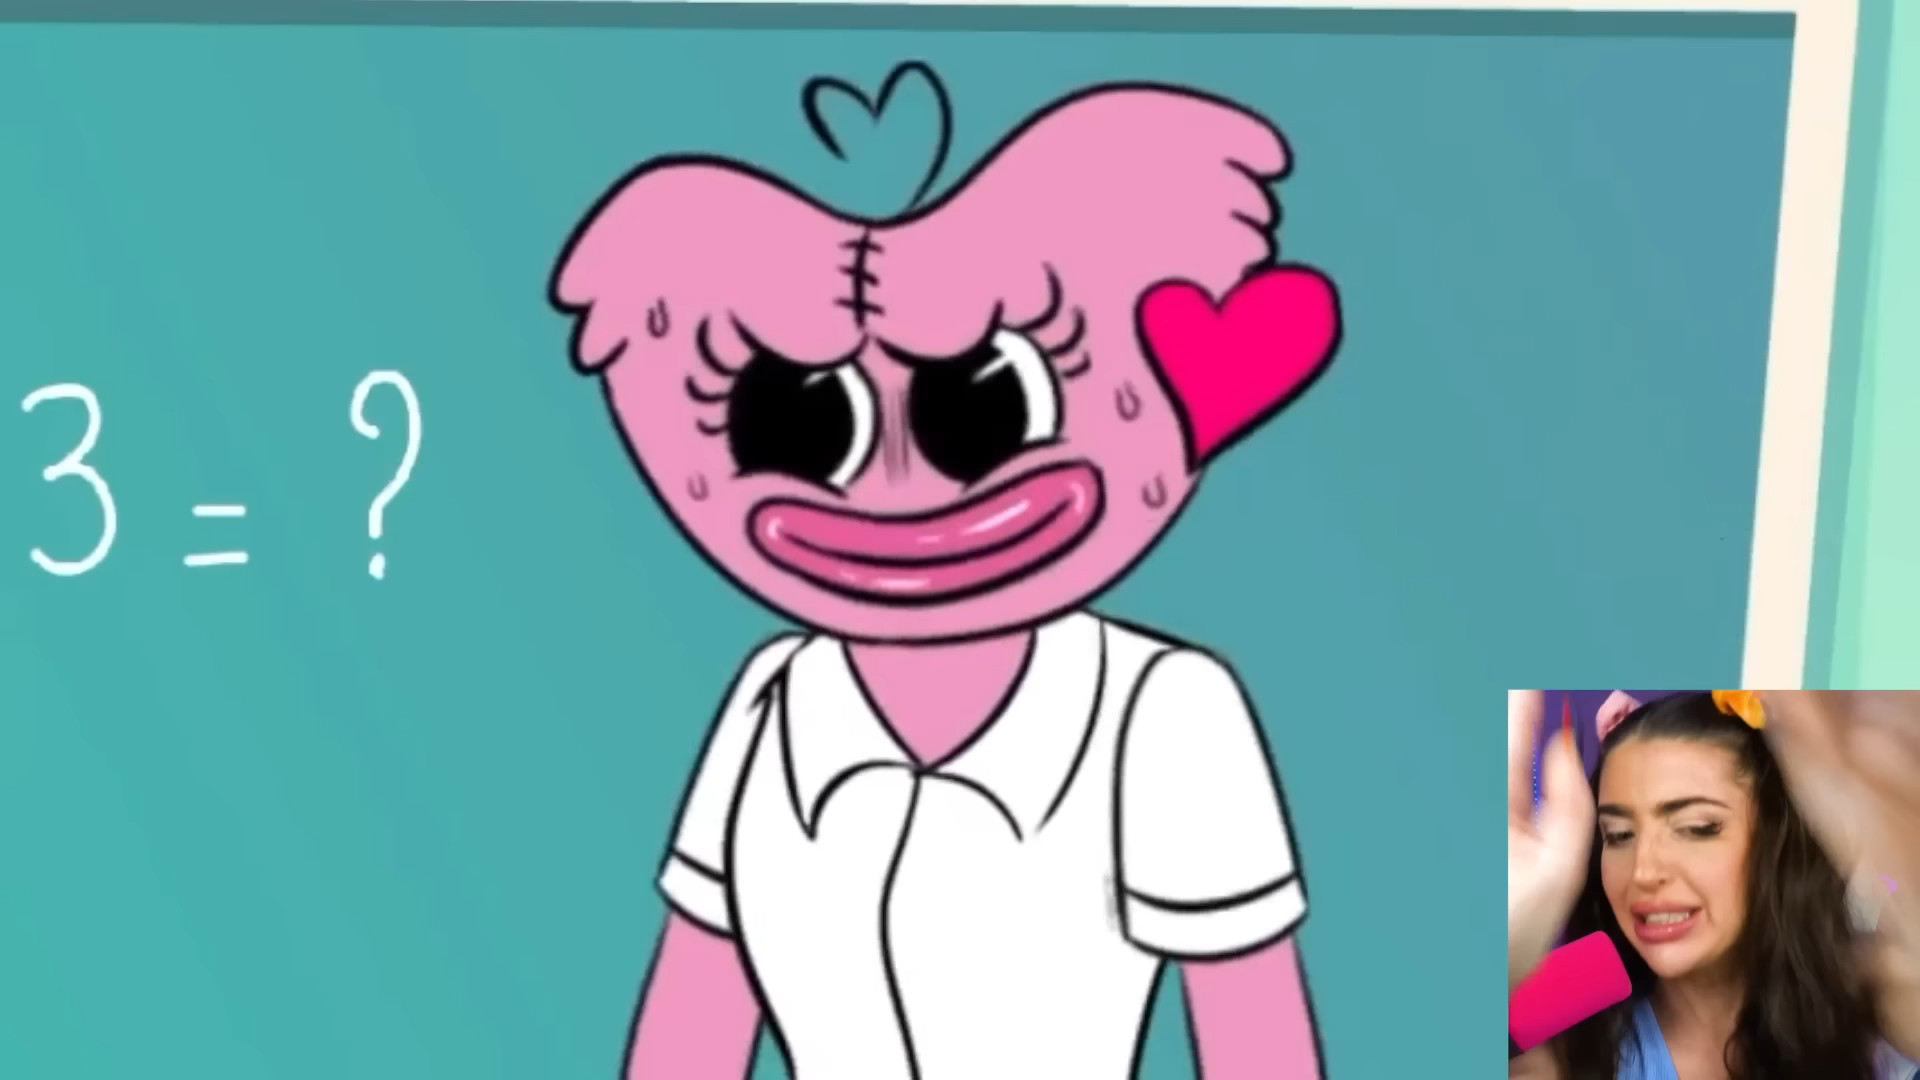 3 = ?